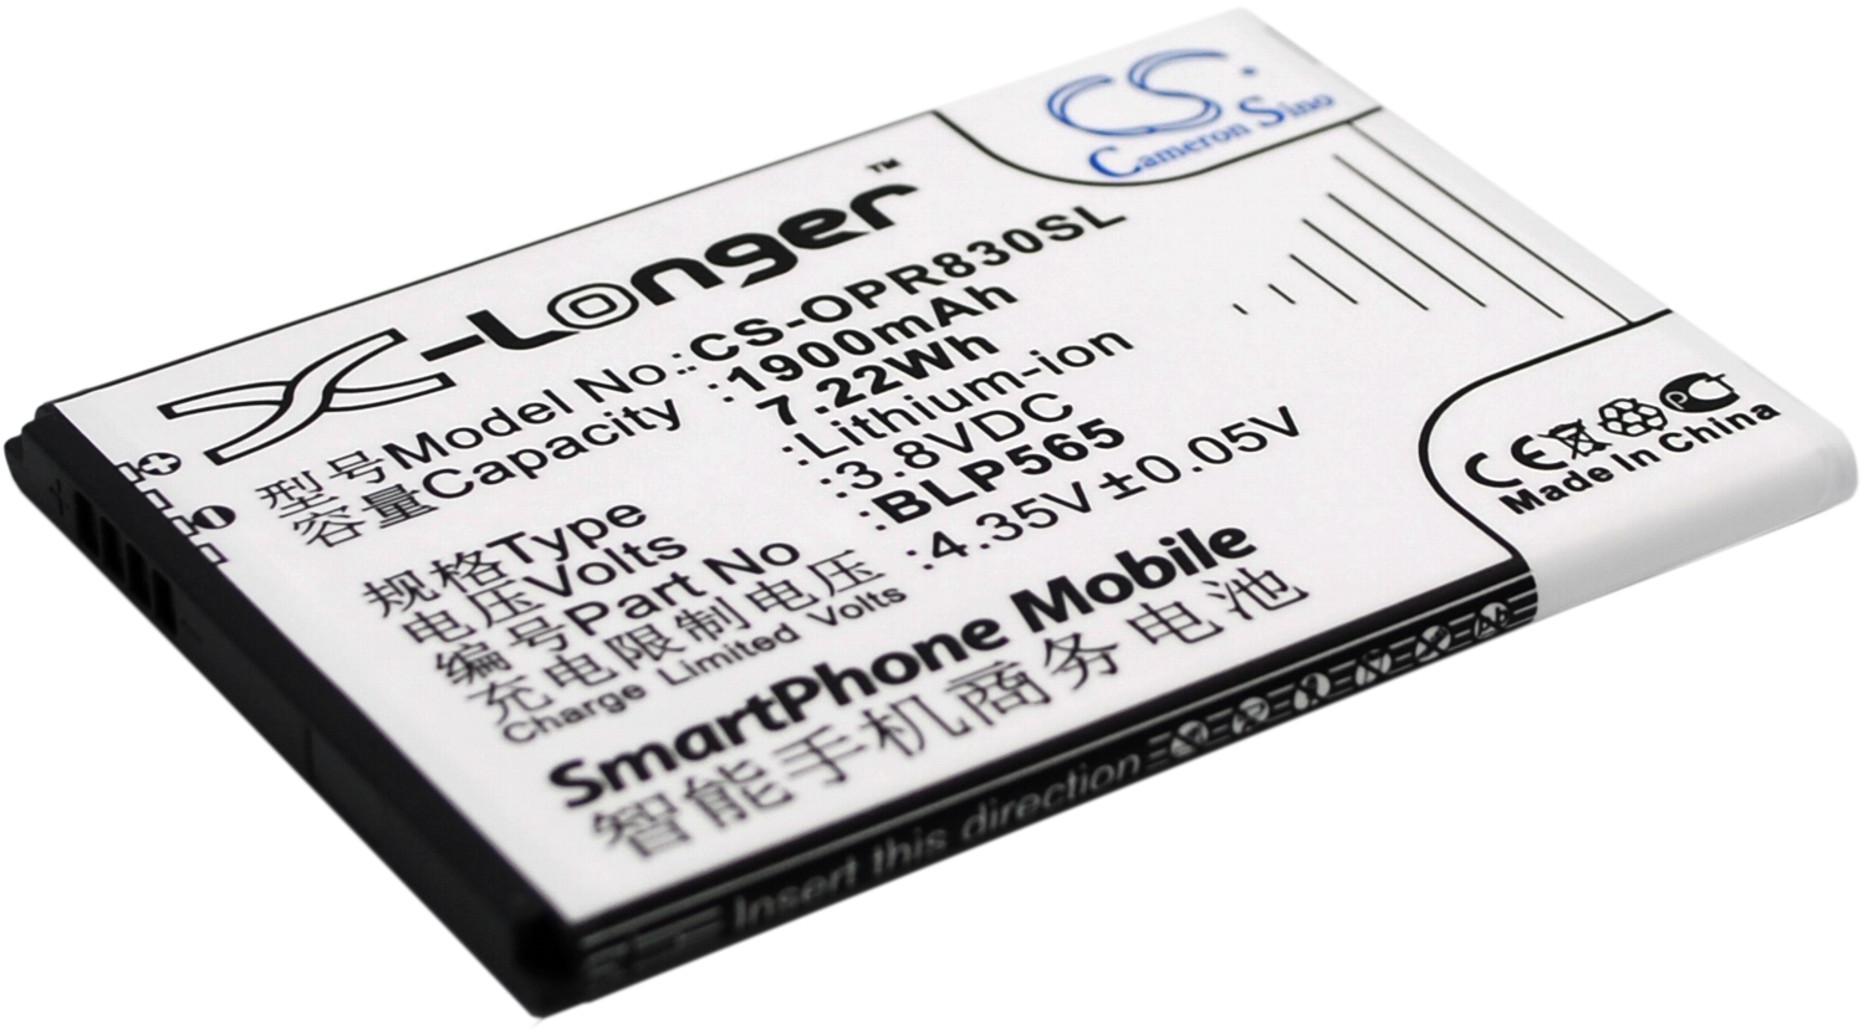 CS.
Cameron Sino
X-Longer™
型号Model No.:CS-OPR830SL
容量Capacity :1900mAh
7.22Wh
规格Type :Lithium-ion
电压Volts :3.8VDC
编号Part No :BLP565
充电限制电压 :4.35V±0.05V
Charge Limited Volts
SmartPhone Mobile
智能手机商务电池
CE
Made in China
Insert this direction